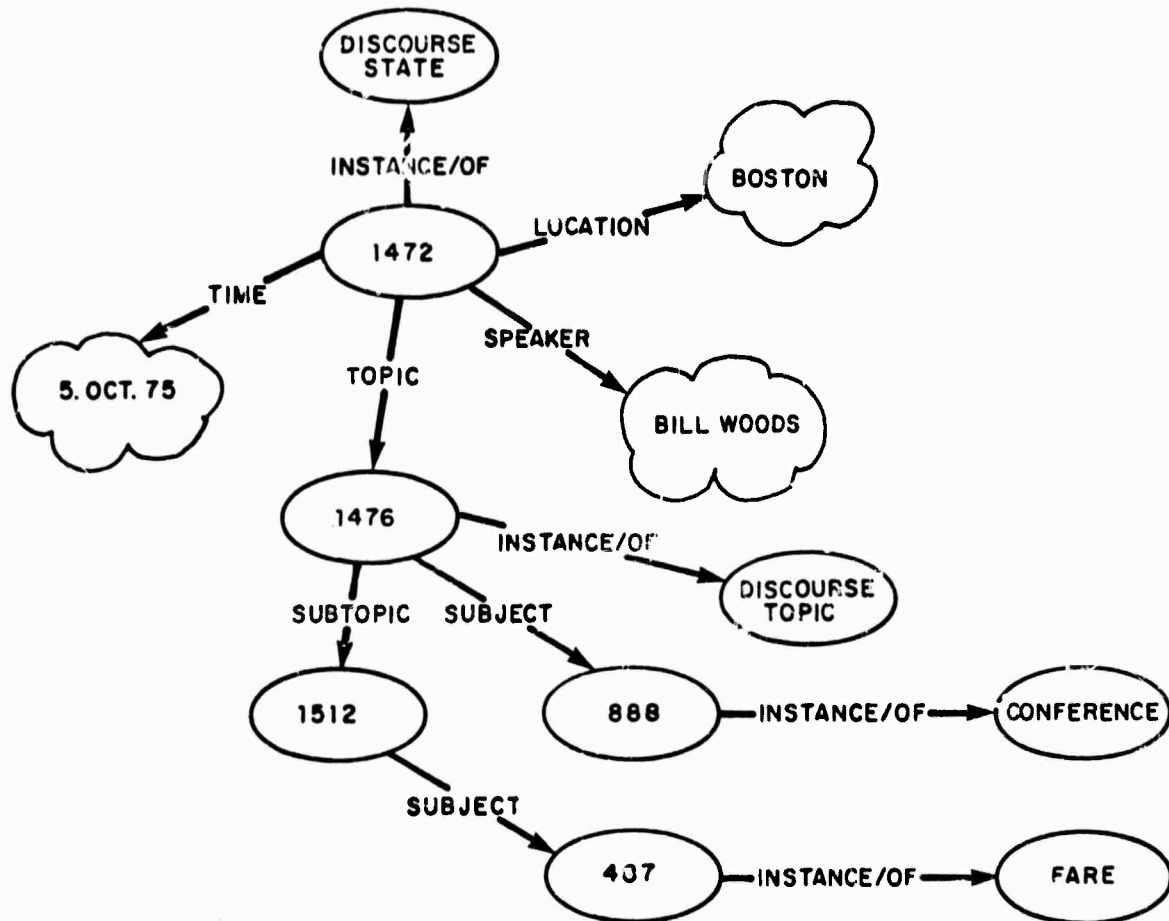 DISCOURSE
STATE
INSTANCE/OF
BOSTON
LOCATION
1472
TIME
SPEAKER
TOPIC
5. OCT. 75
BILL WOODS
1476
INSTANCE/OF
DISCOURSE
TOPIC
SUBTOPIC
SUBJECT
1512
888
INSTANCE/OF
CONFERENCE
SUBJECT
407
INSTANCE/OF
FARE